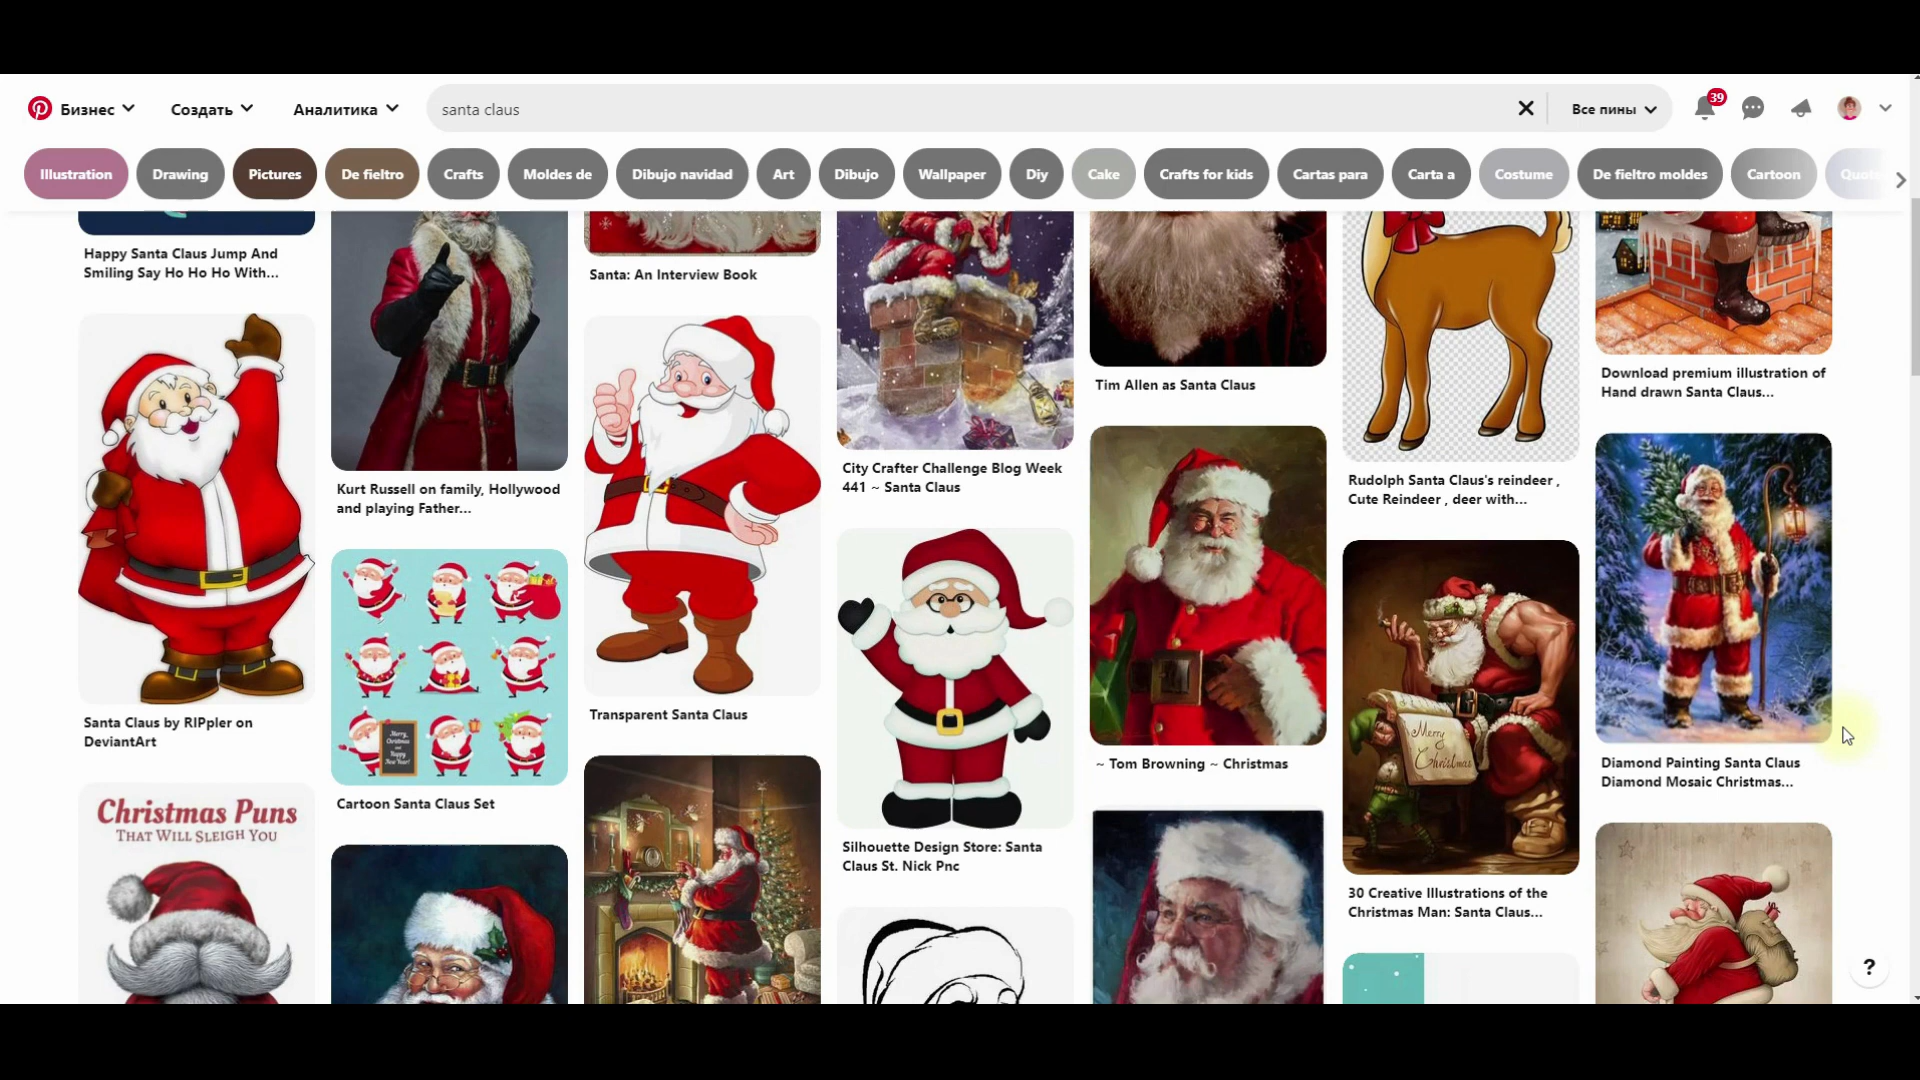 Бизнес
Создать
Аналитика
santa claus
Все пины
39
Illustration
Drawing
Pictures
De fieltro
Crafts
Moldes de
Dibujo navidad
Art
Dibujo
Wallpaper
Diy
Cake
Crafts for kids
Cartas para
Carta a
Costume
De fieltro moldes
Cartoon
Happy Santa Claus Jump And
Smiling Say Ho Ho Ho With...
Santa Claus by RIPpler on
DeviantArt
Christmas Puns
THAT WILL SLEIGH YOU
Kurt Russell on family, Hollywood
and playing Father...
Merry
Christmas
and
Happy
New Year!
Cartoon Santa Claus Set
Santa: An Interview Book
Transparent Santa Claus
City Crafter Challenge Blog Week
441 ~ Santa Claus
Silhouette Design Store: Santa
Claus St. Nick Pnc
Tim Allen as Santa Claus
~ Tom Browning ~ Christmas
Rudolph Santa Claus's reindeer ,
Cute Reindeer , deer with...
Merry
Christmas
30 Creative Illustrations of the
Christmas Man: Santa Claus...
Download premium illustration of
Hand drawn Santa Claus...
Diamond Painting Santa Claus
Diamond Mosaic Christmas...
?